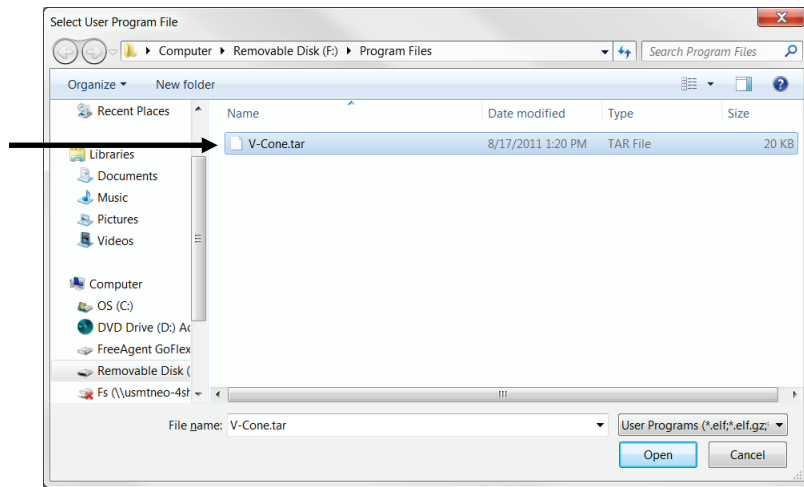 Select User Program File
Computer Removable Disk (F:) Program Files
Search Program Files
Organize New folder
Name Date modified Type Size
V-Cone.tar 8/17/2011 1:20 PM TAR File 20 KB
Recent Places
Libraries
Documents
Music
Pictures
Videos
Computer
OS (C:)
DVD Drive (D:) Ac
FreeAgent GoFlex
Removable Disk (
Fs (\\usmtneo-4sh
File name: V-Cone.tar
User Programs (*.elf;*.elf.gz;
Open Cancel